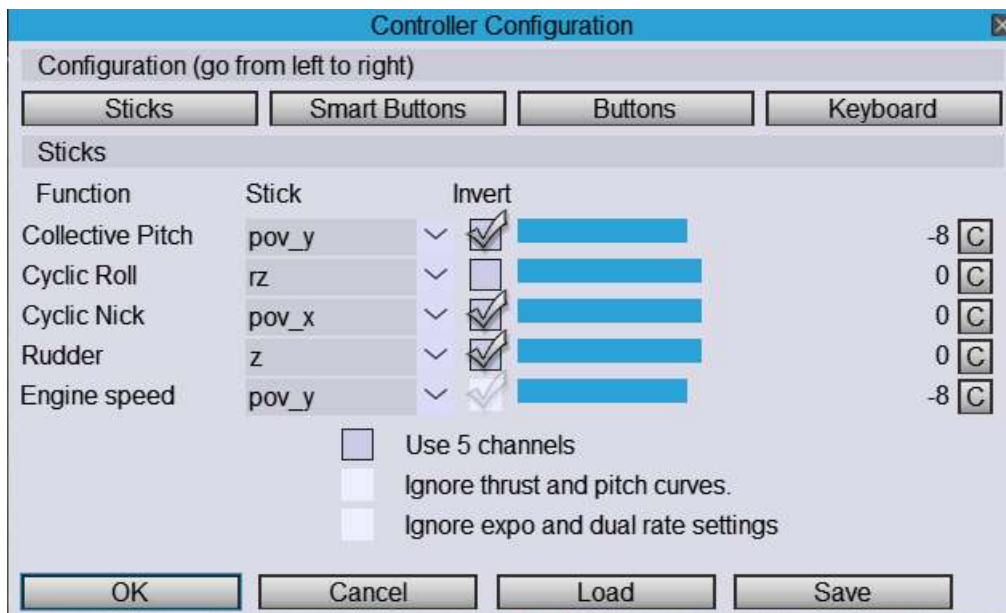 Controller Configuration
Configuration (go from left to right)
Sticks Smart Buttons Buttons Keyboard
Sticks
Function Stick Invert
Collective Pitch pov_y -8 C
Cyclic Roll rz 0 C
Cyclic Nick pov_x 0 C
Rudder z 0 C
Engine speed pov_y -8 C
Use 5 channels
Ignore thrust and pitch curves.
Ignore expo and dual rate settings
OK Cancel Load Save